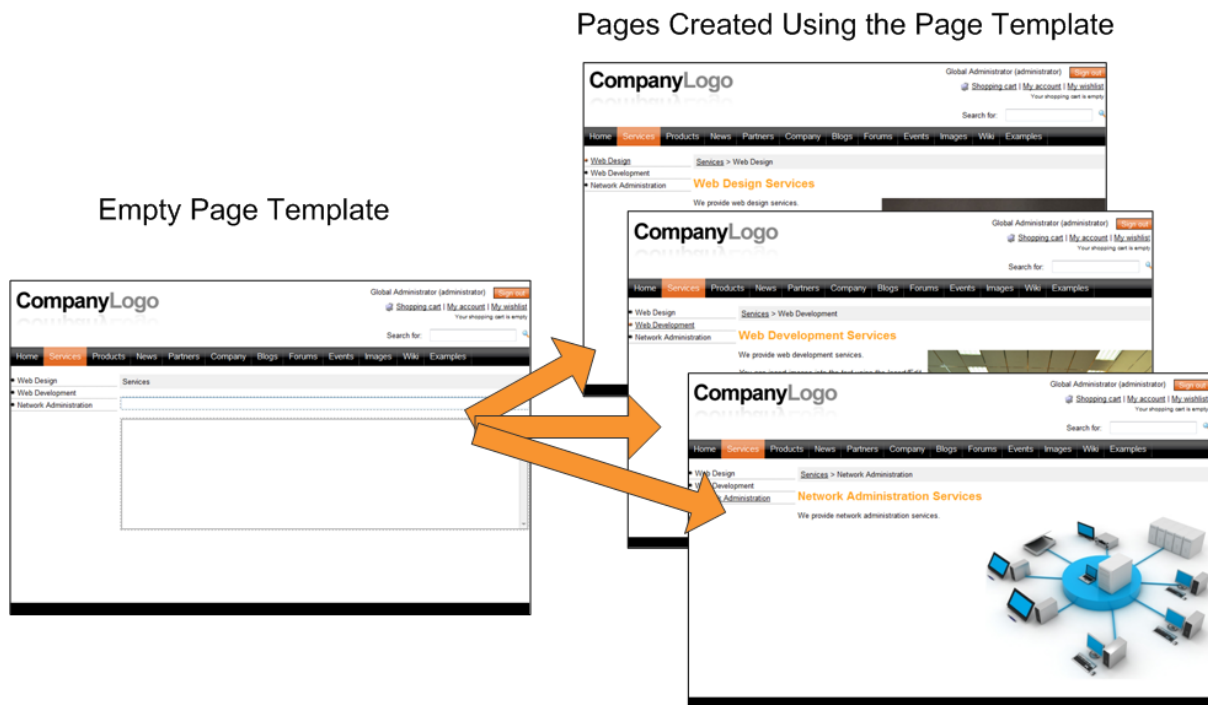 Pages Created Using the Page Template
CompanyLogo
Global Administrator (administrator) Sign out
Shopping cart | My account | My wishlist
Your shopping cart is empty
Search for:
Home Services Products News Partners Company Blogs Forums Events Images Wiki Examples
Web Design
Web Development
Network Administration
Services > Web Design
Web Design Services
We provide web design services.
Empty Page Template
CompanyLogo
Global Administrator (administrator) Sign out
Shopping cart | My account | My wishlist
Your shopping cart is empty
Search for:
Home Services Products News Partners Company Blogs Forums Events Images Wiki Examples
Web Design
Web Development
Network Administration
Services
CompanyLogo
Global Administrator (administrator) Sign out
Shopping cart | My account | My wishlist
Your shopping cart is empty
Search for:
Home Services Products News Partners Company Blogs Forums Events Images Wiki Examples
Web Design
Web Development
Network Administration
Services > Web Development
Web Development Services
We provide web development services.
CompanyLogo
Global Administrator (administrator) Sign out
Shopping cart | My account | My wishlist
Your shopping cart is empty
Search for:
Home Services Products News Partners Company Blogs Forums Events Images Wiki Examples
Web Design
Development
Administration
Services > Network Administration
Network Administration Services
We provide network administration services.